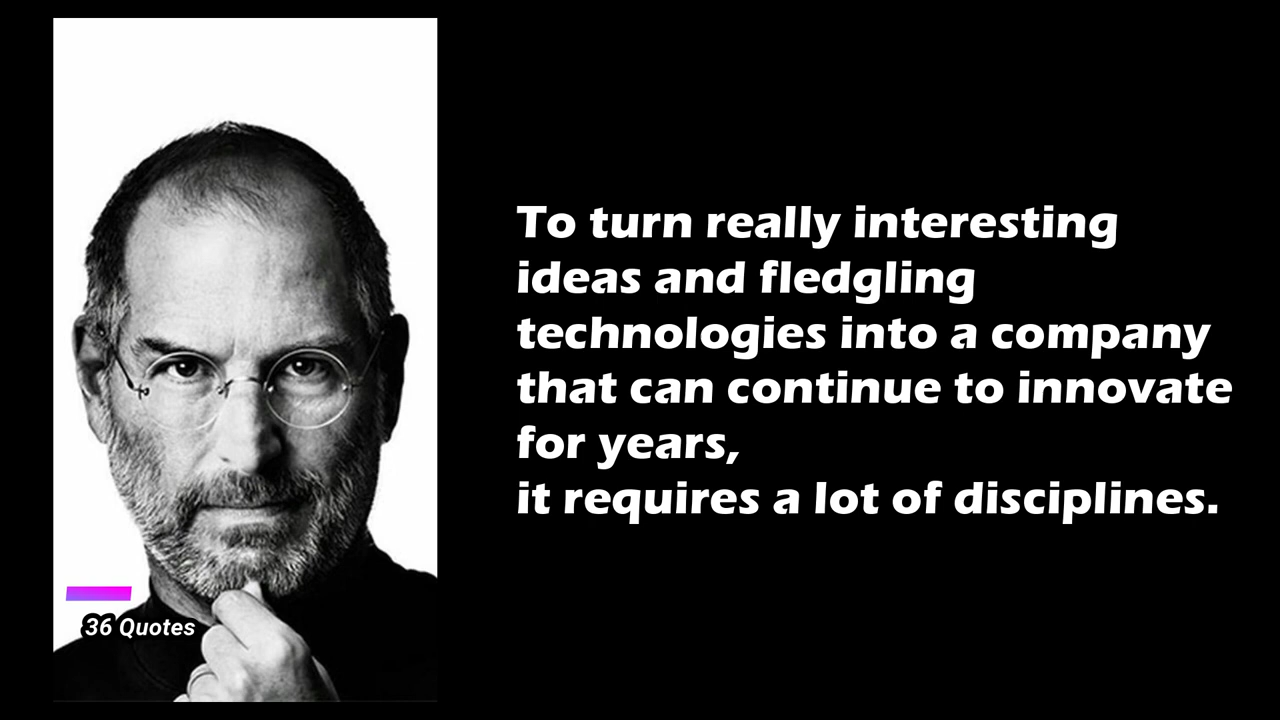 To turn really interesting
ideas and fledgling
technologies into a company
that can continue to innovate
for years,
it requires a lot of disciplines.
36 Quotes